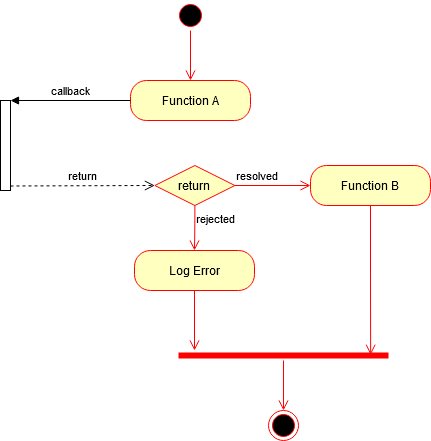 callback
Function A
return
return
resolved
Function B
rejected
Log Error